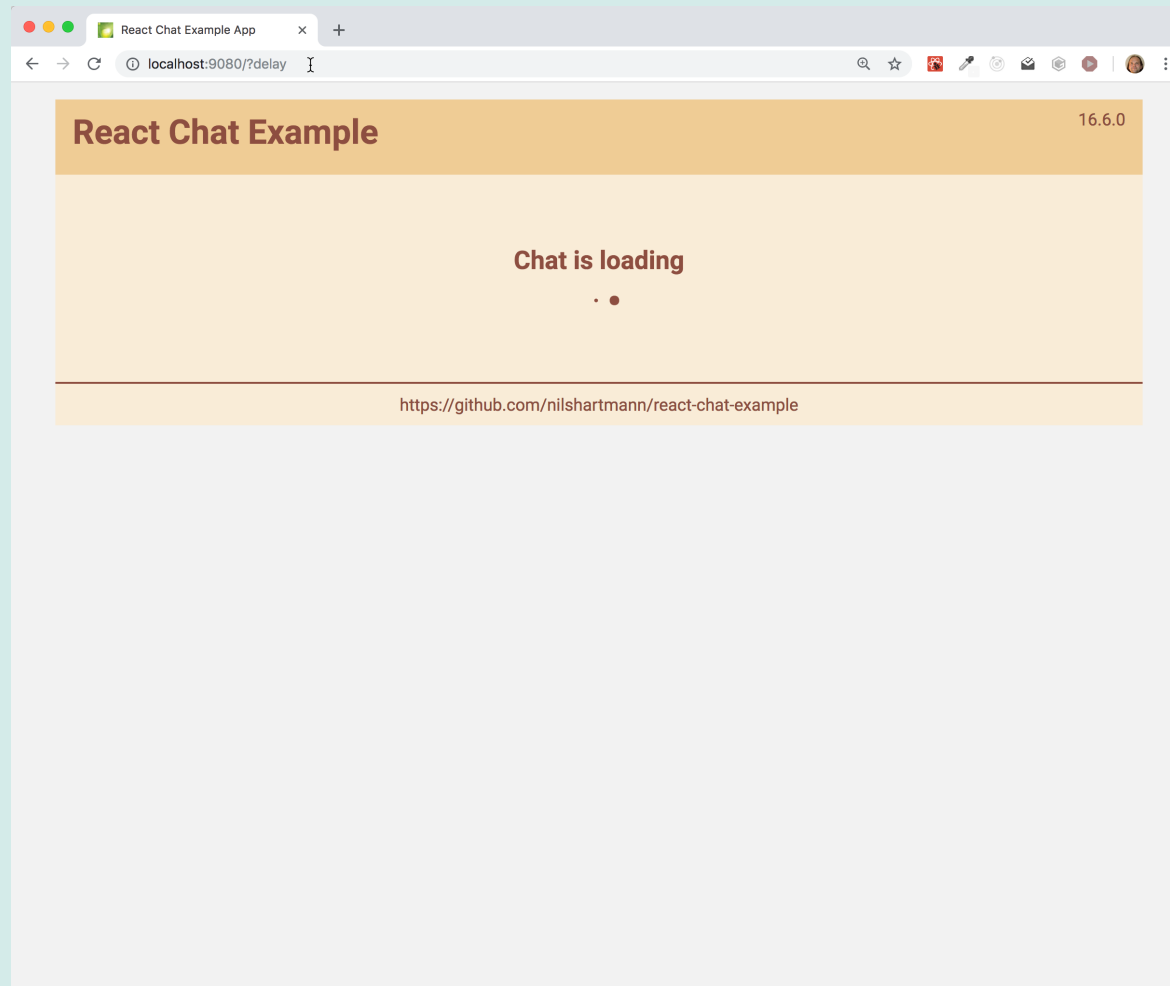 React Chat Example App
localhost:9080/?delay
React Chat Example
16.6.0
Chat is loading
https://github.com/nilshartmann/react-chat-example